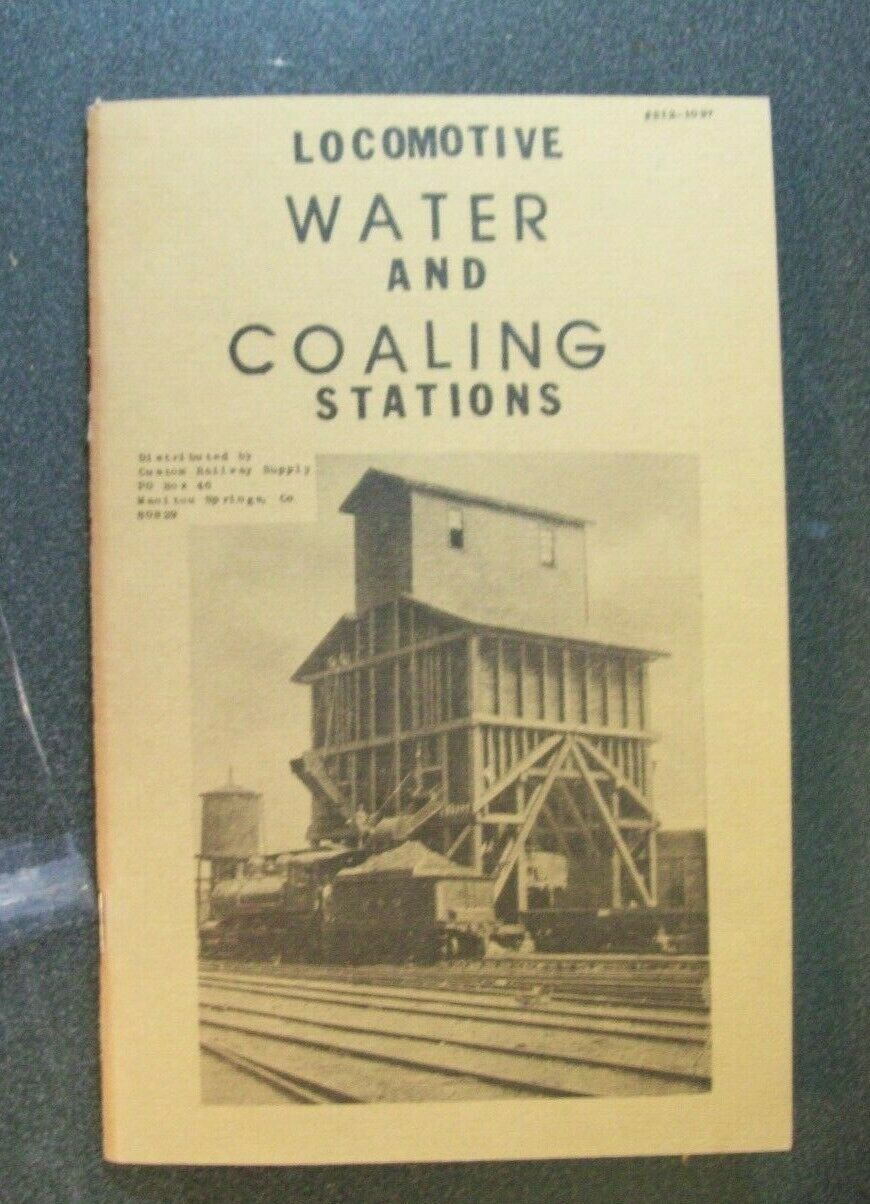 LOCOMOTIVE
WATER
AND
COALING
STATIONS
Distributed by
Custom Railway Supply
PO Box 46
Manitou Springs, Co
80829